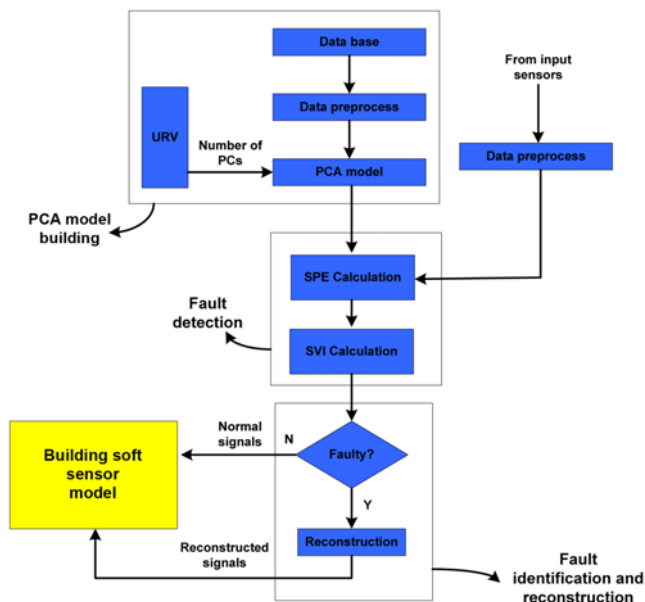 Data base
From input
sensors
Data preprocess
URV
Number of
PCs
Data preprocess
PCA model
PCA model
building
SPE Calculation
Fault
detection
SVI Calculation
Normal
signals
N
Faulty?
Building soft
sensor
model
Y
Reconstructed
signals
Reconstruction
Fault
identification and
reconstruction